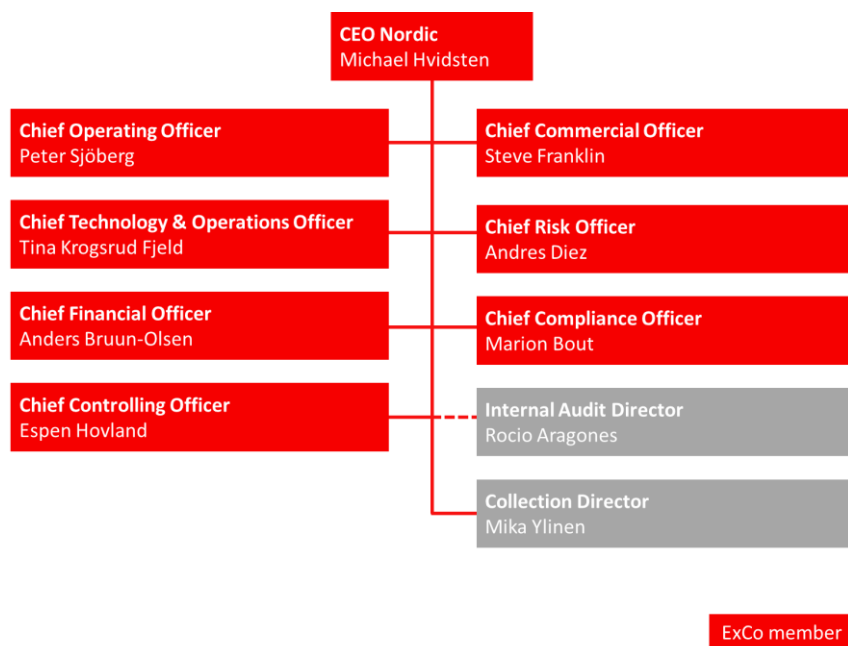 CEO Nordic
Michael Hvidsten
Chief Operating Officer
Peter Sjöberg
Chief Commercial Officer
Steve Franklin
Chief Technology & Operations Officer
Tina Krogsrud Fjeld
Chief Risk Officer
Andres Diez
Chief Financial Officer
Anders Bruun-Olsen
Chief Compliance Officer
Marion Bout
Chief Controlling Officer
Espen Hovland
Internal Audit Director
Rocio Aragones
Collection Director
Mika Ylinen
ExCo member